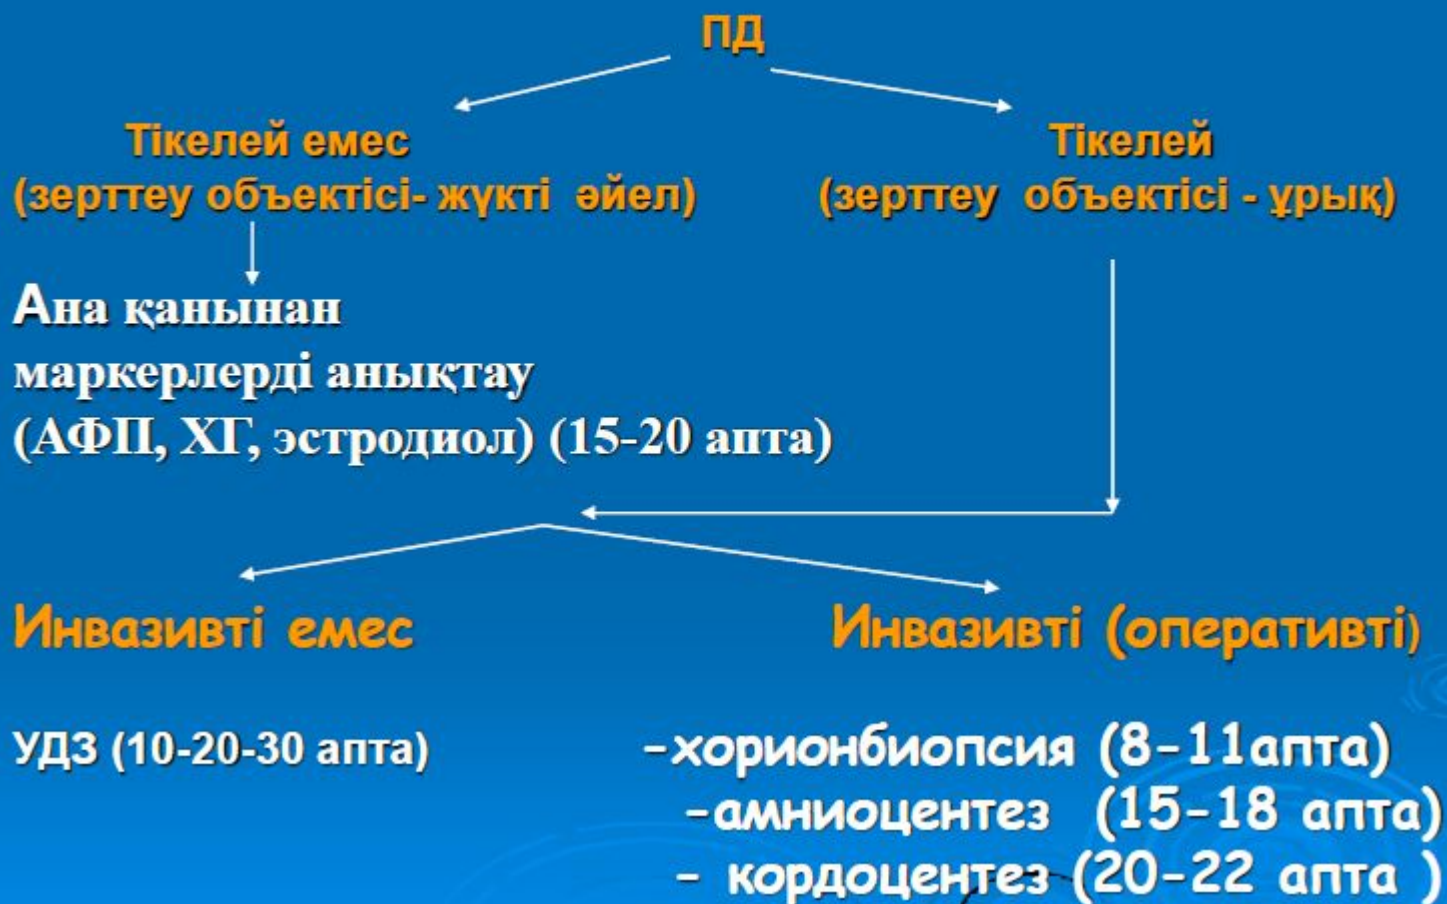 ПД
Тікелей емес
(зерттеу объектісі- жүкті әйел)
Тікелей
(зерттеу объектісі - ұрық)
Ана қанынан
маркерлерді анықтау
(АФП, ХГ, эстродиол) (15-20 апта)
Инвазивті емес
Инвазивті (оперативті)
УДЗ (10-20-30 апта)
-хорионбиопсия (8-11апта)
-амниоцентез (15-18 апта)
- кордоцентез (20-22 апта )